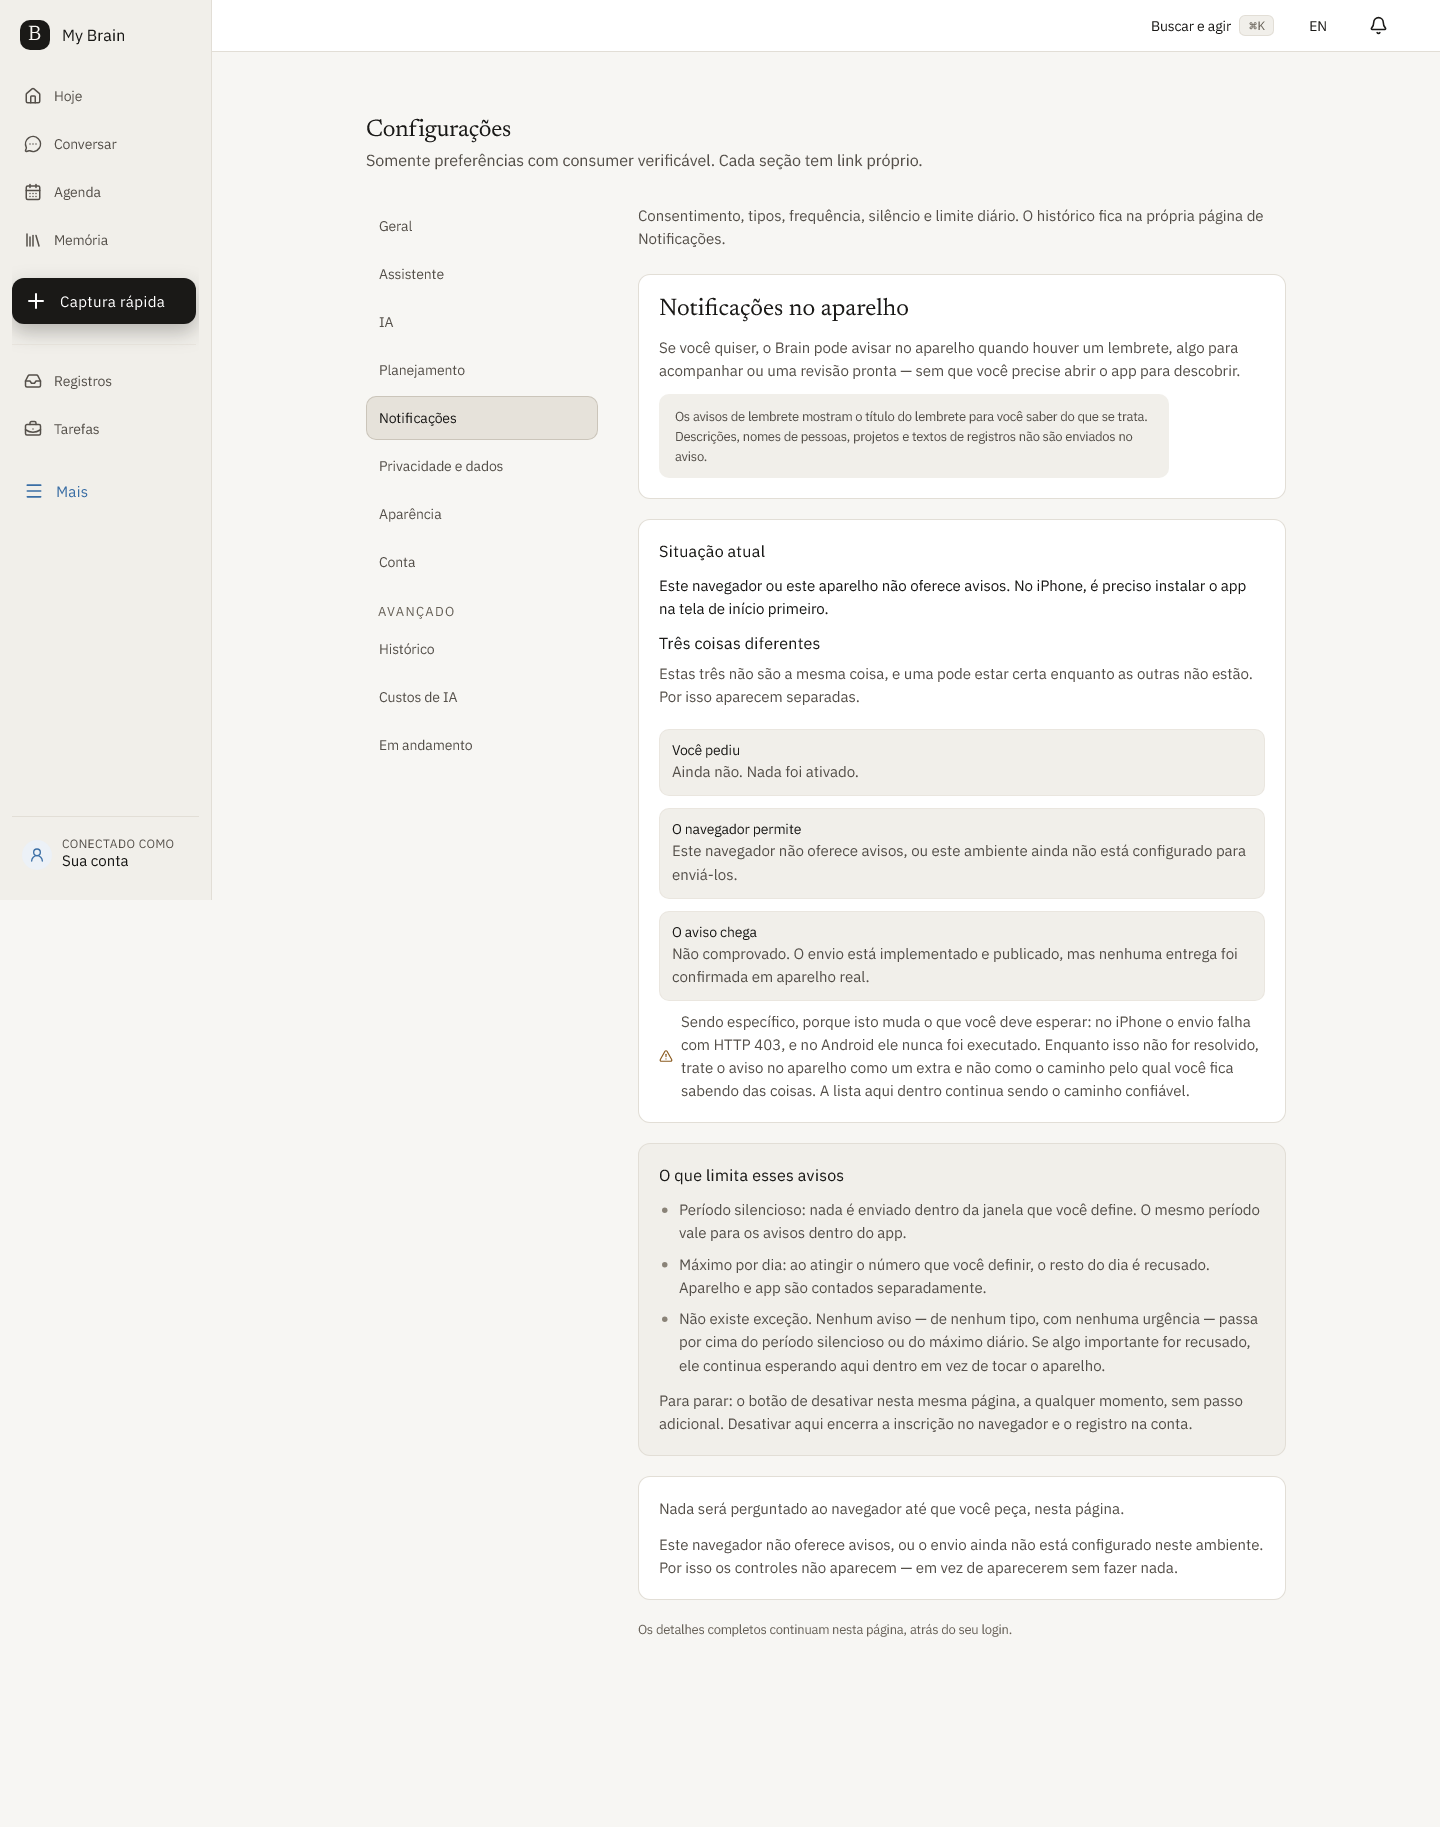 B My Brain
Buscar e agir ⌘K EN
Hoje
Conversar
Agenda
Memória
Captura rápida
Registros
Tarefas
Mais
CONECTADO COMO
Sua conta
Configurações
Somente preferências com consumer verificável. Cada seção tem link próprio.
Geral
Assistente
IA
Planejamento
Notificações
Privacidade e dados
Aparência
Conta
AVANÇADO
Histórico
Custos de IA
Em andamento
Consentimento, tipos, frequência, silêncio e limite diário. O histórico fica na própria página de
Notificações.
Notificações no aparelho
Se você quiser, o Brain pode avisar no aparelho quando houver um lembrete, algo para
acompanhar ou uma revisão pronta — sem que você precise abrir o app para descobrir.
Os avisos de lembrete mostram o título do lembrete para você saber do que se trata.
Descrições, nomes de pessoas, projetos e textos de registros não são enviados no
aviso.
Situação atual
Este navegador ou este aparelho não oferece avisos. No iPhone, é preciso instalar o app
na tela de início primeiro.
Três coisas diferentes
Estas três não são a mesma coisa, e uma pode estar certa enquanto as outras não estão.
Por isso aparecem separadas.
Você pediu
Ainda não. Nada foi ativado.
O navegador permite
Este navegador não oferece avisos, ou este ambiente ainda não está configurado para
enviá-los.
O aviso chega
Não comprovado. O envio está implementado e publicado, mas nenhuma entrega foi
confirmada em aparelho real.
Sendo específico, porque isto muda o que você deve esperar: no iPhone o envio falha
com HTTP 403, e no Android ele nunca foi executado. Enquanto isso não for resolvido,
trate o aviso no aparelho como um extra e não como o caminho pelo qual você fica
sabendo das coisas. A lista aqui dentro continua sendo o caminho confiável.
O que limita esses avisos
Período silencioso: nada é enviado dentro da janela que você define. O mesmo período
vale para os avisos dentro do app.
Máximo por dia: ao atingir o número que você definir, o resto do dia é recusado.
Aparelho e app são contados separadamente.
Não existe exceção. Nenhum aviso — de nenhum tipo, com nenhuma urgência — passa
por cima do período silencioso ou do máximo diário. Se algo importante for recusado,
ele continua esperando aqui dentro em vez de tocar o aparelho.
Para parar: o botão de desativar nesta mesma página, a qualquer momento, sem passo
adicional. Desativar aqui encerra a inscrição no navegador e o registro na conta.
Nada será perguntado ao navegador até que você peça, nesta página.
Este navegador não oferece avisos, ou o envio ainda não está configurado neste ambiente.
Por isso os controles não aparecem — em vez de aparecerem sem fazer nada.
Os detalhes completos continuam nesta página, atrás do seu login.